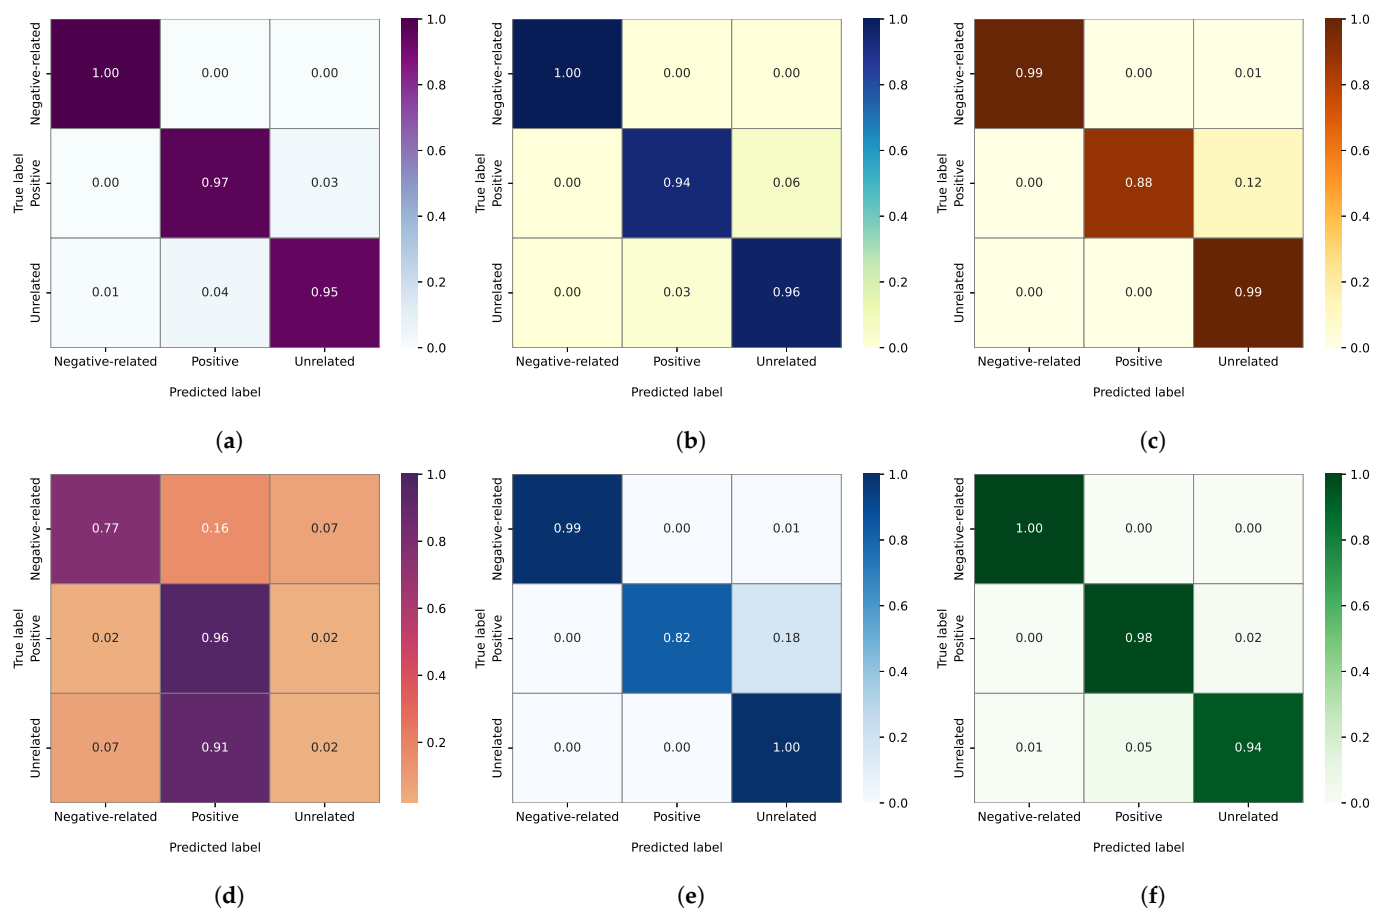 Negative-related
Positive
Unrelated
True label
1.00 0.00 0.00
0.00 0.97 0.03
0.01 0.04 0.95
Negative-related Positive Unrelated
Predicted label
1.0
0.8
0.6
0.4
0.2
0.0
(a)
Negative-related
Positive
Unrelated
True label
1.00 0.00 0.00
0.00 0.94 0.06
0.00 0.03 0.96
Negative-related Positive Unrelated
Predicted label
1.0
0.8
0.6
0.4
0.2
0.0
(b)
Negative-related
Positive
Unrelated
True label
0.99 0.00 0.01
0.00 0.88 0.12
0.00 0.00 0.99
Negative-related Positive Unrelated
Predicted label
1.0
0.8
0.6
0.4
0.2
0.0
(c)
Negative-related
Positive
Unrelated
True label
0.77 0.16 0.07
0.02 0.96 0.02
0.07 0.91 0.02
Negative-related Positive Unrelated
Predicted label
1.0
0.8
0.6
0.4
0.2
(d)
Negative-related
Positive
Unrelated
True label
0.99 0.00 0.01
0.00 0.82 0.18
0.00 0.00 1.00
Negative-related Positive Unrelated
Predicted label
1.0
0.8
0.6
0.4
0.2
0.0
(e)
Negative-related
Positive
Unrelated
True label
1.00 0.00 0.00
0.00 0.98 0.02
0.01 0.05 0.94
Negative-related Positive Unrelated
Predicted label
1.0
0.8
0.6
0.4
0.2
0.0
(f)